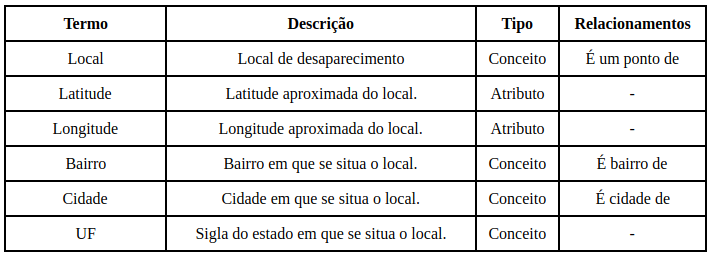 Termo Descrição Tipo Relacionamentos
Local Local de desaparecimento Conceito É um ponto de
Latitude Latitude aproximada do local. Atributo -
Longitude Longitude aproximada do local. Atributo -
Bairro Bairro em que se situa o local. Conceito É bairro de
Cidade Cidade em que se situa o local. Conceito É cidade de
UF Sigla do estado em que se situa o local. Conceito -